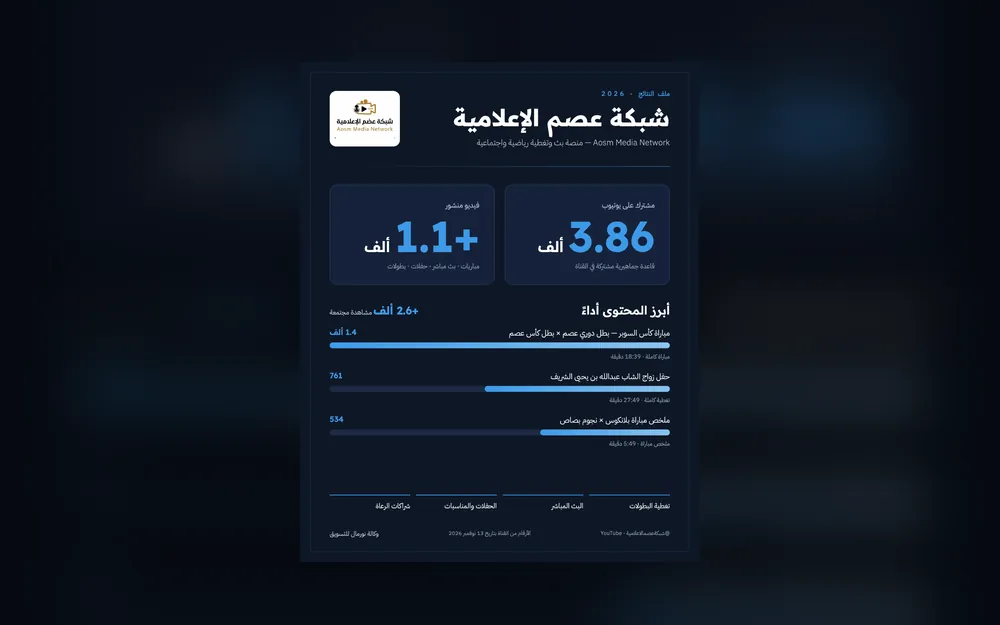 ملف النتائج · 2026
شبكة عصم الإعلامية
Aosm Media Network — منصة بث وتغطية رياضية واجتماعية
شبكة عصم الإعلامية
Aosm Media Network
مشترك على يوتيوب
3.86 ألف
قاعدة جماهيرية مشتركة في القناة
فيديو منشور
+1.1 ألف
مباريات · بث مباشر · حفلات · بطولات
أبرز المحتوى أداءً
+2.6 ألف مشاهدة مجتمعة
مباراة كأس السوبر — بطل دوري عصم × بطل كأس عصم
1.4 ألف
مباراة كاملة · 18:39 دقيقة
حفل زواج الشاب عبدالله بن يحيى الشريف
761
تغطية كاملة · 27:49 دقيقة
ملخص مباراة بلانكوس × نجوم بصاص
534
ملخص مباراة · 5:49 دقيقة
تغطية البطولات
البث المباشر
الحفلات والمناسبات
شراكات الرعاة
@شبكةعصمالاعلامية · YouTube
الأرقام من القناة بتاريخ 13 نوفمبر 2026
وكالة نورمال للتسويق